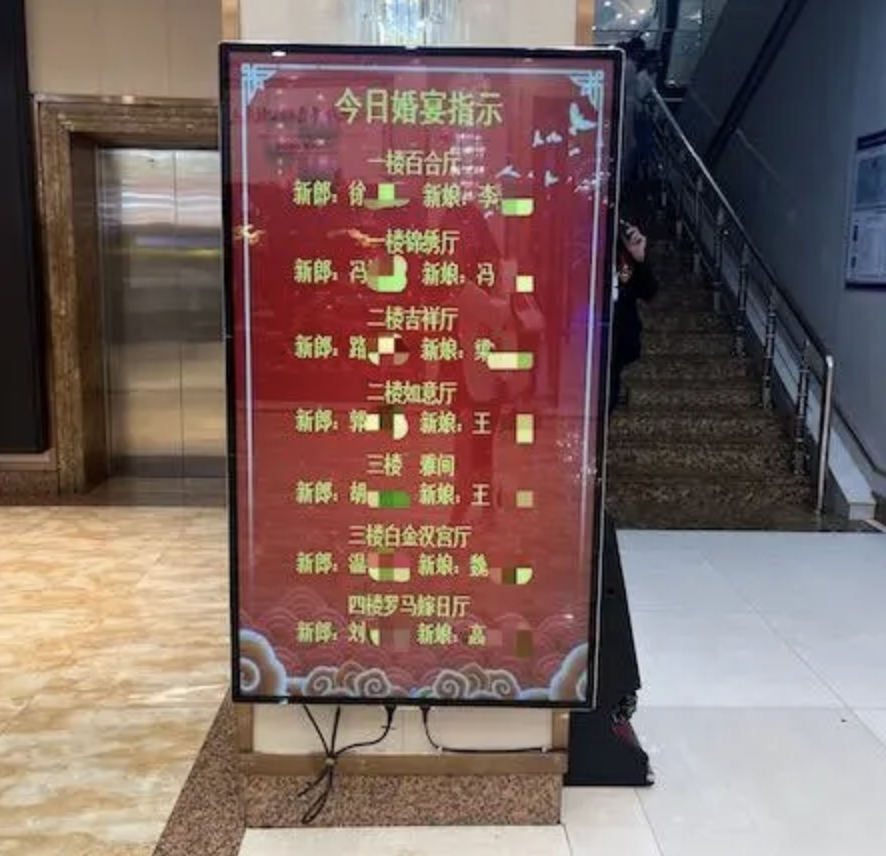 今日婚宴指示
一楼百合厅
新郎：徐 新娘：李
一楼锦绣厅
新郎：冯 新娘：冯
二楼吉祥厅
新郎：路 新娘：梁
二楼如意厅
新郎：郭 新娘：王
三楼 雅间
新郎：胡 新娘：王
三楼白金汉宫厅
新郎：温 新娘：魏
四楼罗马嫁日厅
新郎：刘 新娘：高